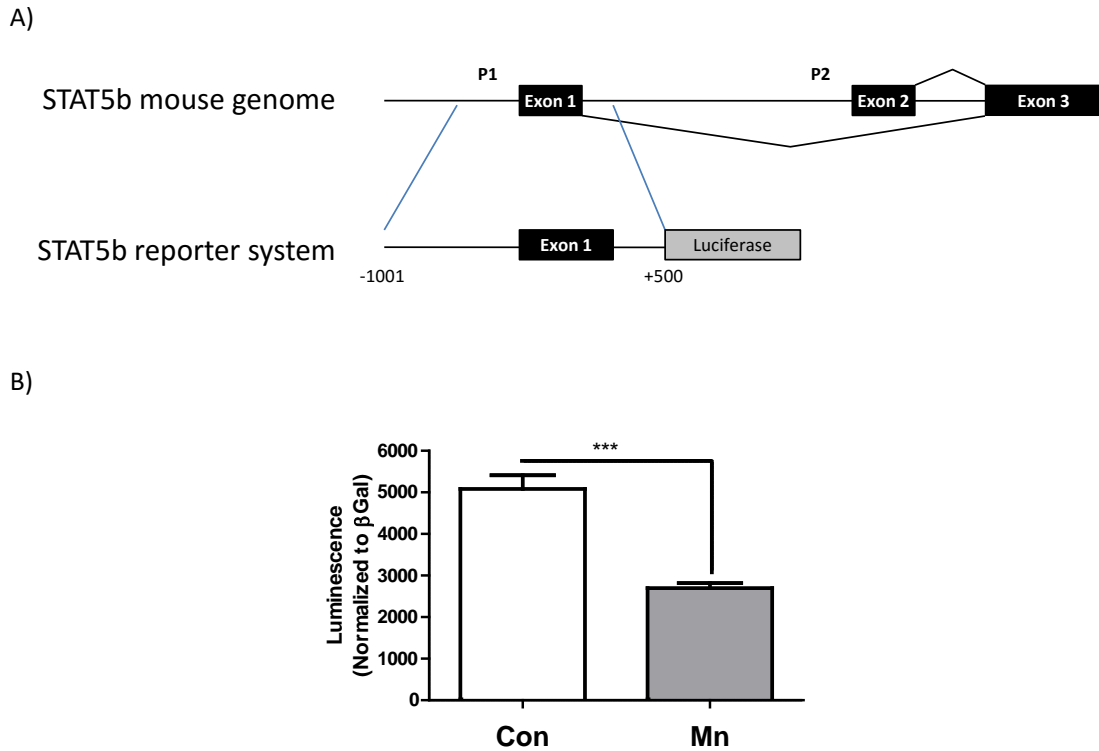 A)
P1
P2
STAT5b mouse genome
Exon 1
Exon 2
Exon 3
STAT5b reporter system
Exon 1
Luciferase
-1001
+500
B)
***
Luminescence
(Normalized to βGal)
6000
5000
4000
3000
2000
1000
0
Con
Mn